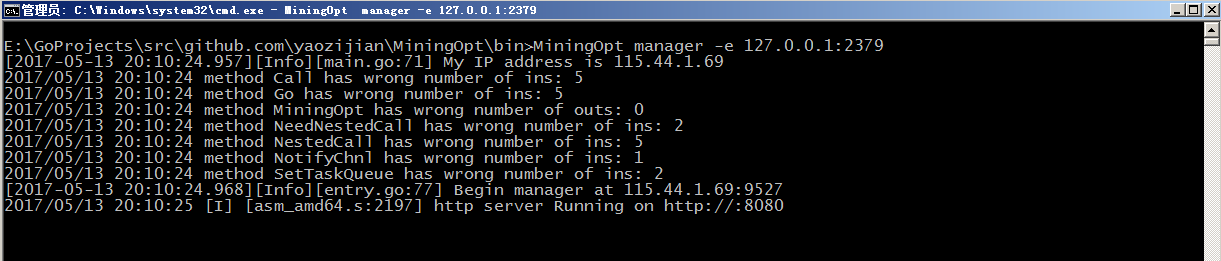 管理员: C:\Windows\system32\cmd.exe - MiningOpt  manager -e 127.0.0.1:2379
E:\GoProjects\src\github.com\yaozijian\MiningOpt\bin>MiningOpt manager -e 127.0.0.1:2379
[2017-05-13 20:10:24.957][Info][main.go:71] My IP address is 115.44.1.69
2017/05/13 20:10:24 method Call has wrong number of ins: 5
2017/05/13 20:10:24 method Go has wrong number of ins: 5
2017/05/13 20:10:24 method MiningOpt has wrong number of outs: 0
2017/05/13 20:10:24 method NeedNestedCall has wrong number of ins: 2
2017/05/13 20:10:24 method NestedCall has wrong number of ins: 5
2017/05/13 20:10:24 method NotifyChnl has wrong number of ins: 1
2017/05/13 20:10:24 method SetTaskQueue has wrong number of ins: 2
[2017-05-13 20:10:24.968][Info][entry.go:77] Begin manager at 115.44.1.69:9527
2017/05/13 20:10:25 [I] [asm_amd64.s:2197] http server Running on http://:8080